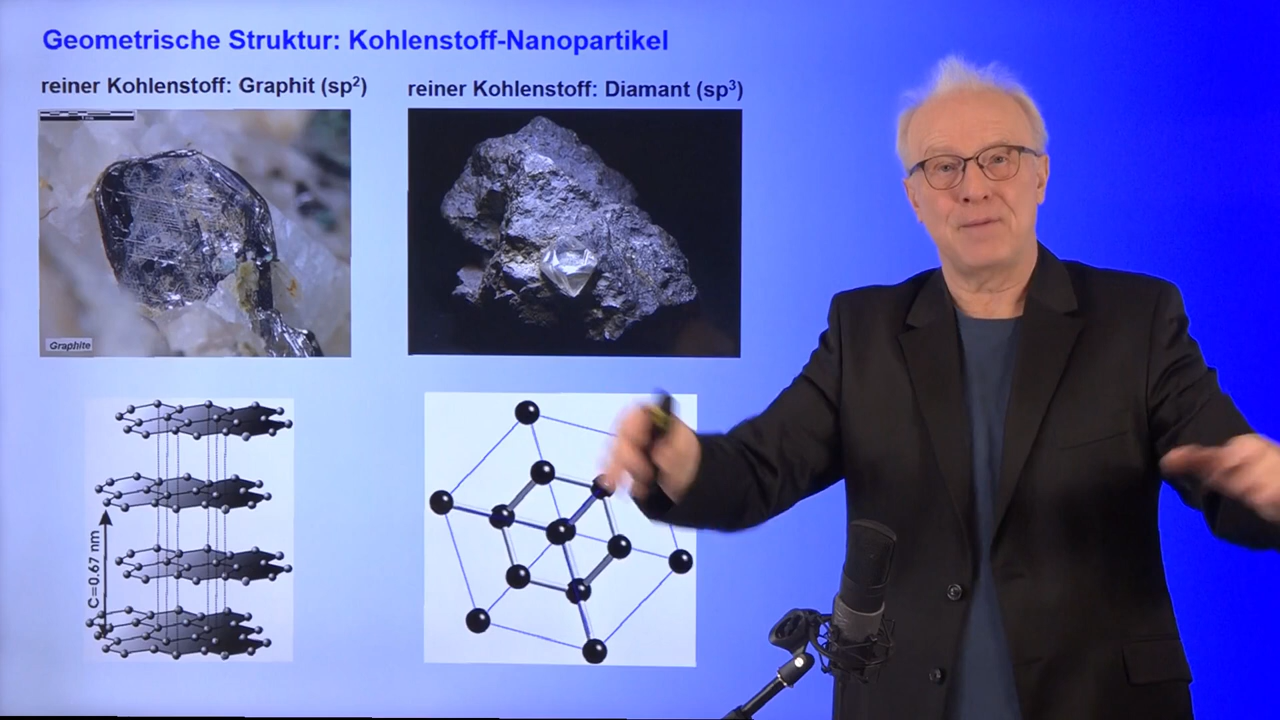 Geometrische Struktur: Kohlenstoff-Nanopartikel
reiner Kohlenstoff: Graphit (sp²)
reiner Kohlenstoff: Diamant (sp³)
Graphite
C=0.67 nm